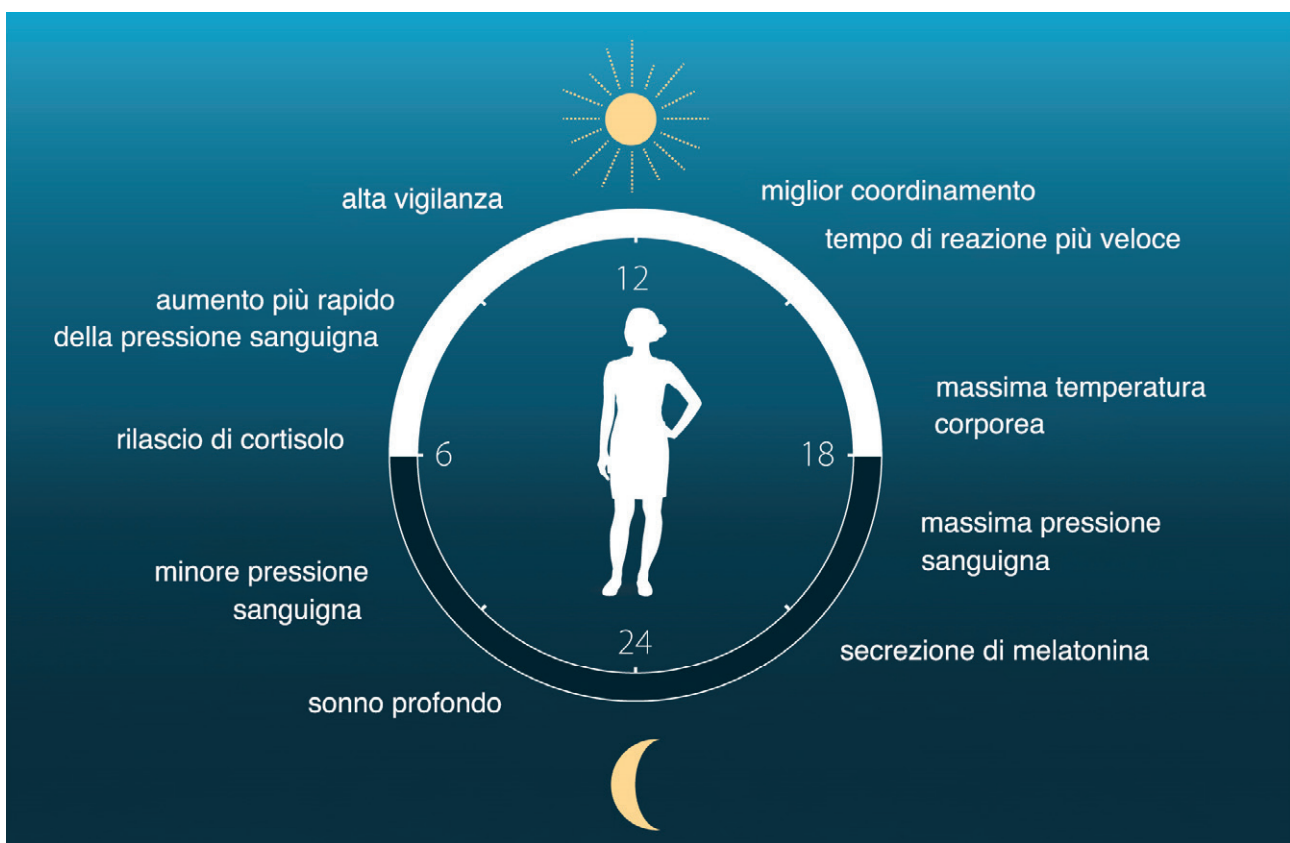 alta vigilanza
miglior coordinamento
tempo di reazione più veloce
12
aumento più rapido
della pressione sanguigna
massima temperatura
corporea
rilascio di cortisolo
6
18
massima pressione
sanguigna
minore pressione
sanguigna
24
secrezione di melatonina
sonno profondo